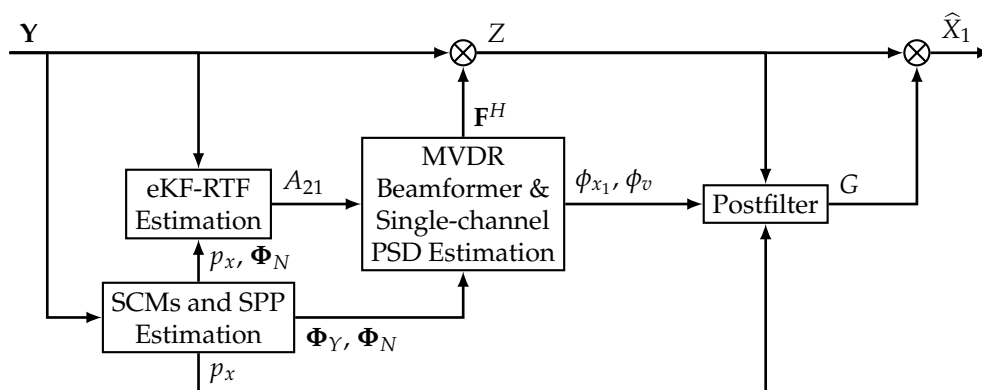 Y
Z
X̂₁
F^H
eKF-RTF
Estimation
A₂₁
MVDR
Beamformer &
Single-channel
PSD Estimation
ϕ_{x₁}, ϕ_v
Postfilter
G
p_x, Φ_N
SCMs and SPP
Estimation
Φ_Y, Φ_N
p_x